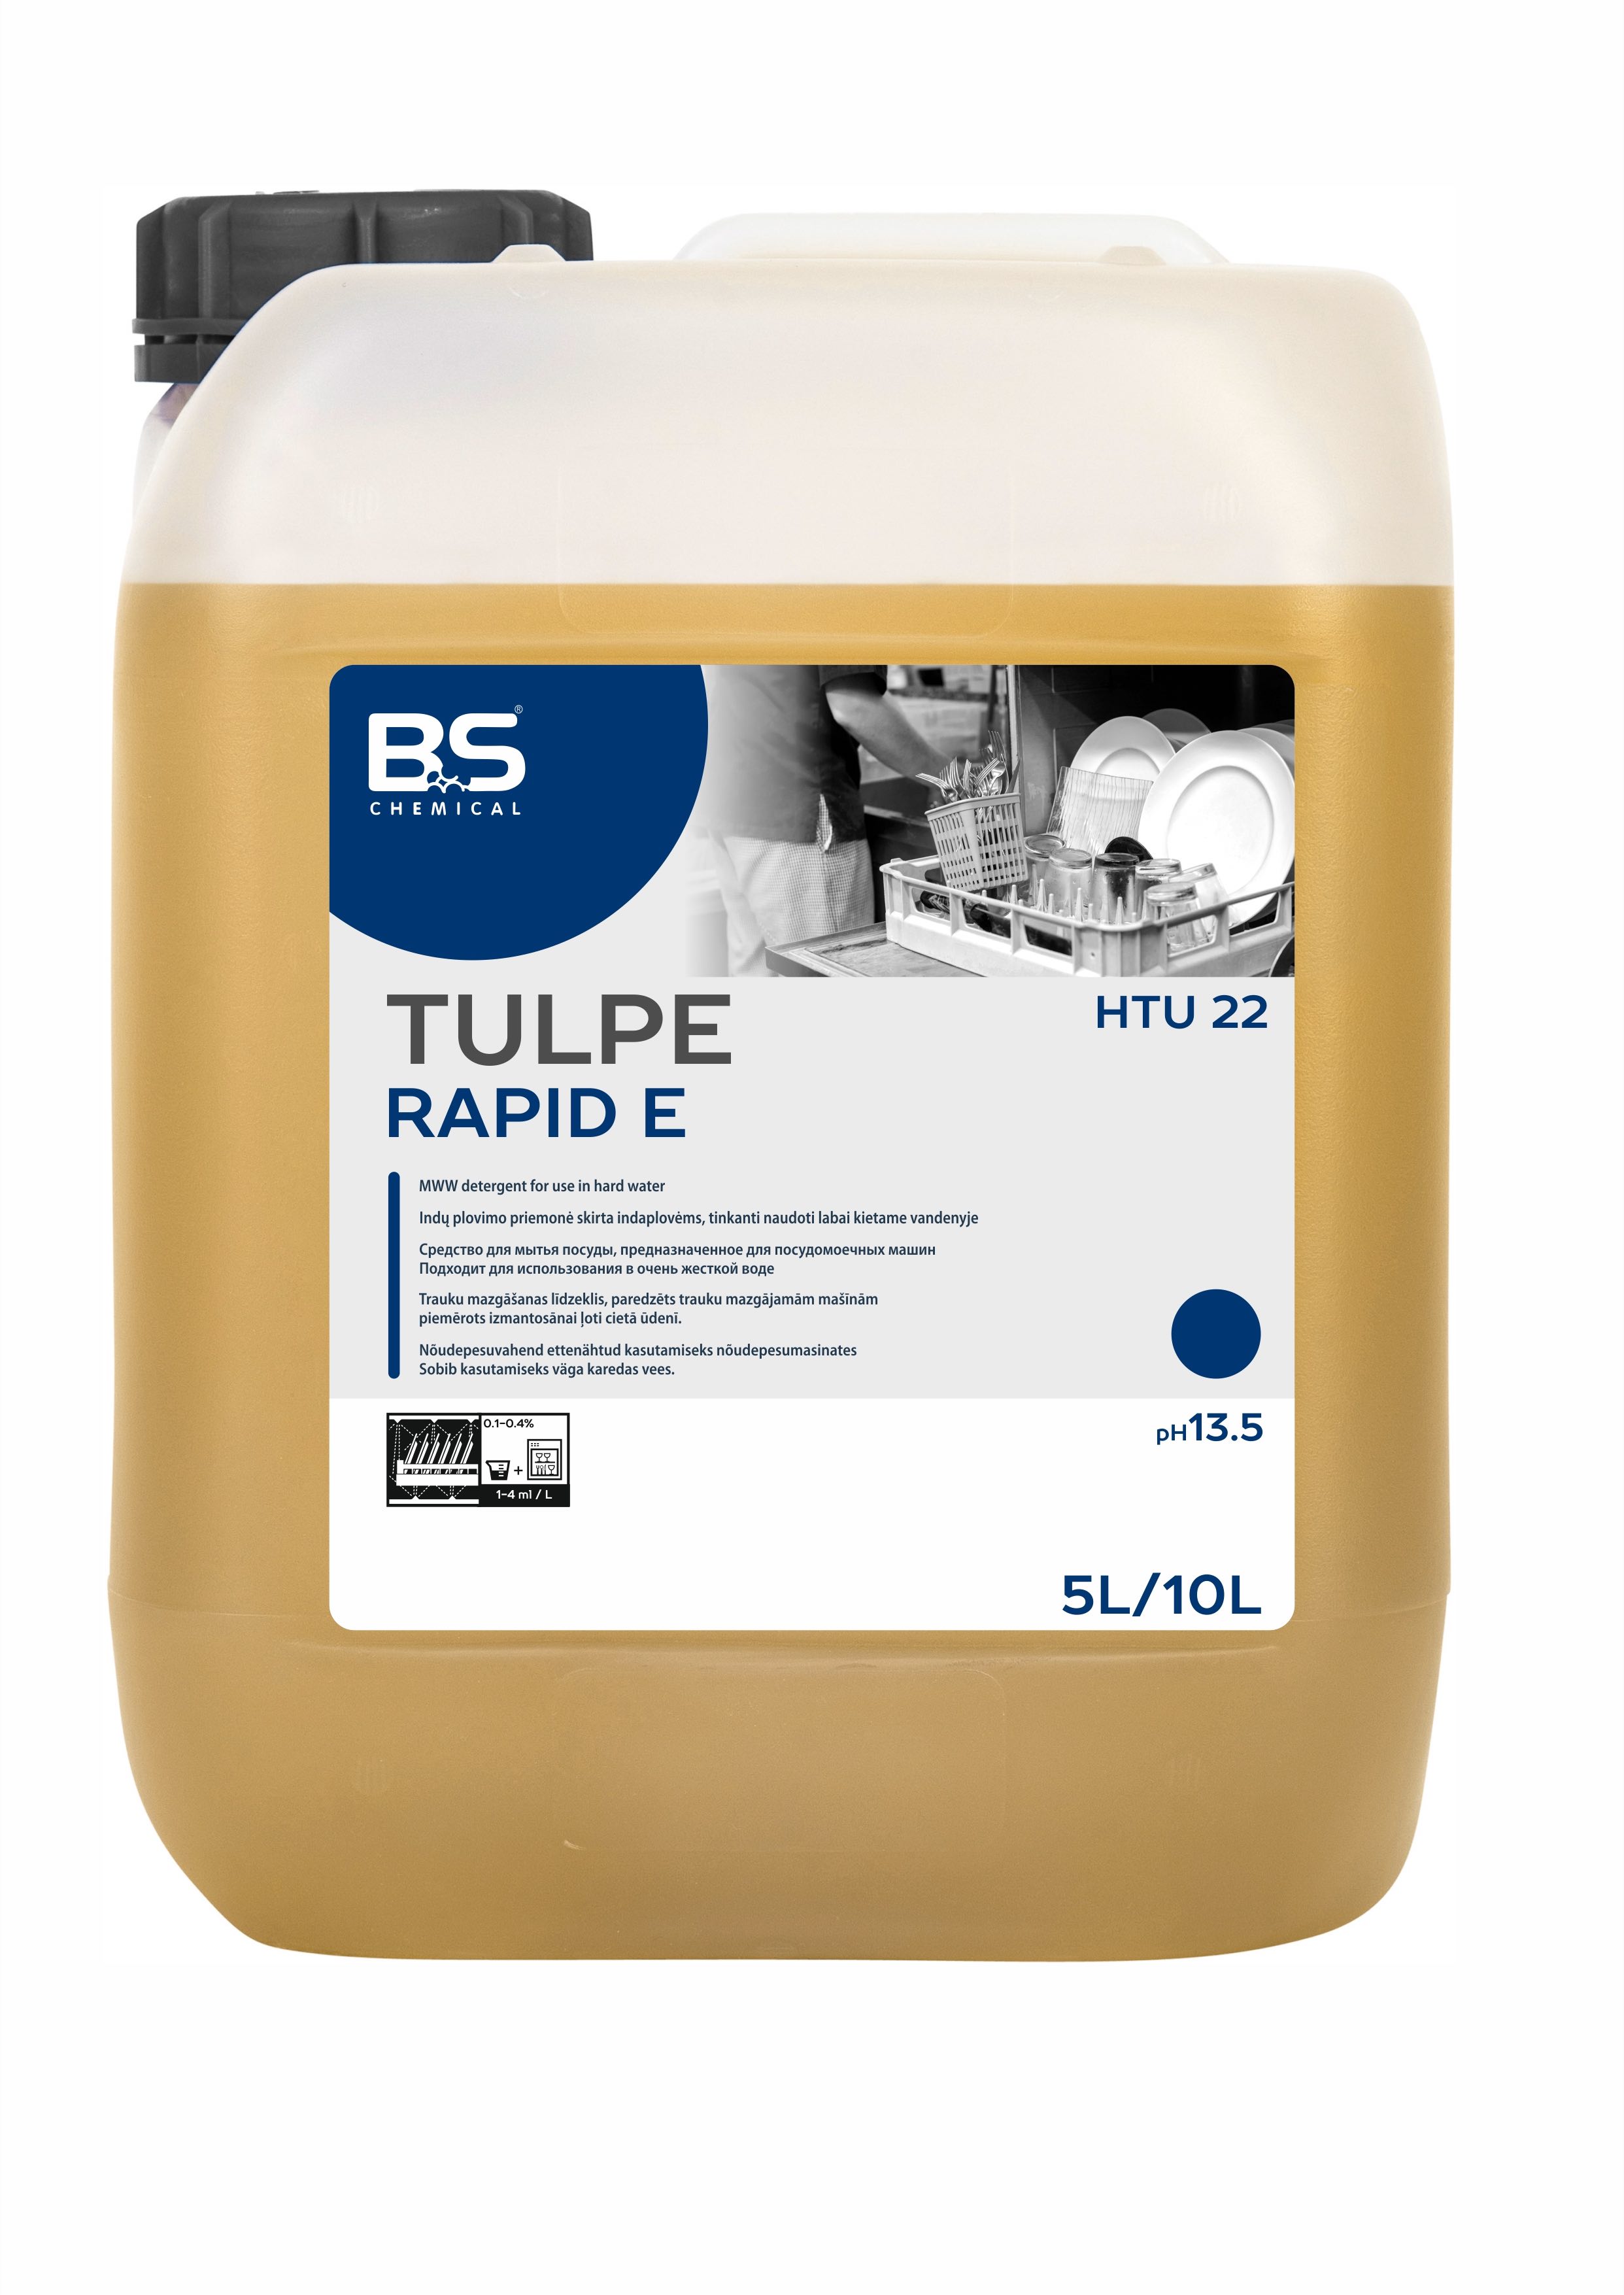 BS®
CHEMICAL
TULPE
HTU 22
RAPID E
MWW detergent for use in hard water
Indų plovimo priemonė skirta indaplovėms, tinkanti naudoti labai kietame vandenyje
Средство для мытья посуды, предназначенное для посудомоечных машин
Подходит для использования в очень жесткой воде
Trauku mazgāšanas līdzeklis, paredzēts trauku mazgājamām mašīnām
piemērots izmantosānai ļoti cietā ūdenī.
Nõudepesuvahend ettenähtud kasutamiseks nõudepesumasinates
Sobib kasutamiseks väga karedas vees.
0.1-0.4%
+
1-4 ml / L
pH13.5
5L/10L